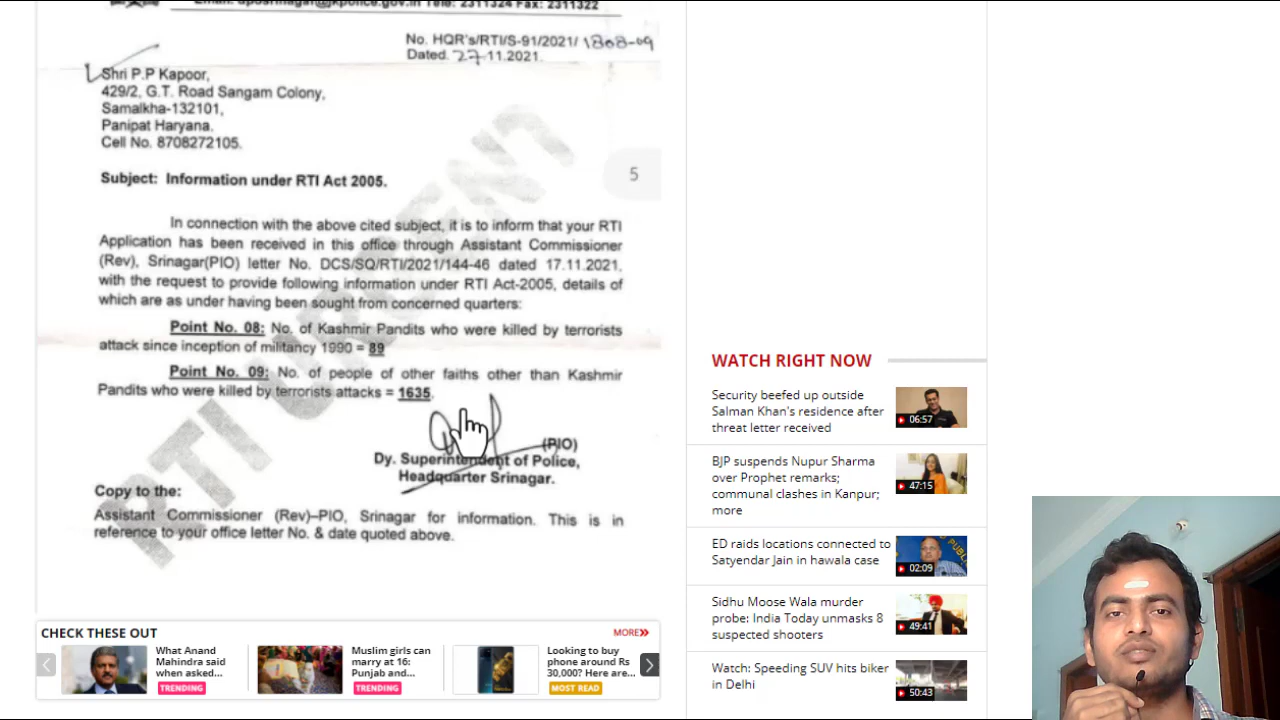 Email: dposrinagar@kpolice.gov.in Tele: 2311324 Fax: 2311322
No. HQR's/RTI/S-91/2021/ 1808-09
Dated. 27.11.2021.
Shri P.P Kapoor,
429/2, G.T. Road Sangam Colony,
Samalkha-132101,
Panipat Haryana.
Cell No. 8708272105.
5
Subject: Information under RTI Act 2005.
In connection with the above cited subject, it is to inform that your RTI
Application has been received in this office through Assistant Commissioner
(Rev), Srinagar(PIO) letter No. DCS/SQ/RTI/2021/144-46 dated 17.11.2021,
with the request to provide following information under RTI Act-2005, details of
which are as under having been sought from concerned quarters:
Point No. 08: No. of Kashmir Pandits who were killed by terrorists
attack since inception of militancy 1990 = 89
Point No. 09: No. of people of other faiths other than Kashmir
Pandits who were killed by terrorists attacks = 1635.
(PIO)
Dy. Superintendent of Police,
Headquarter Srinagar.
Copy to the:
Assistant Commissioner (Rev)–PIO, Srinagar for information. This is in
reference to your office letter No. & date quoted above.
RTI URGENT
CHECK THESE OUT
MORE
What Anand
Mahindra said
when asked...
TRENDING
Muslim girls can
marry at 16:
Punjab and...
TRENDING
Looking to buy
phone around Rs
30,000? Here are...
MOST READ
WATCH RIGHT NOW
Security beefed up outside
Salman Khan's residence after
threat letter received
06:57
BJP suspends Nupur Sharma
over Prophet remarks;
communal clashes in Kanpur;
more
47:15
ED raids locations connected to
Satyendar Jain in hawala case
02:09
Sidhu Moose Wala murder
probe: India Today unmasks 8
suspected shooters
49:41
Watch: Speeding SUV hits biker
in Delhi
50:43